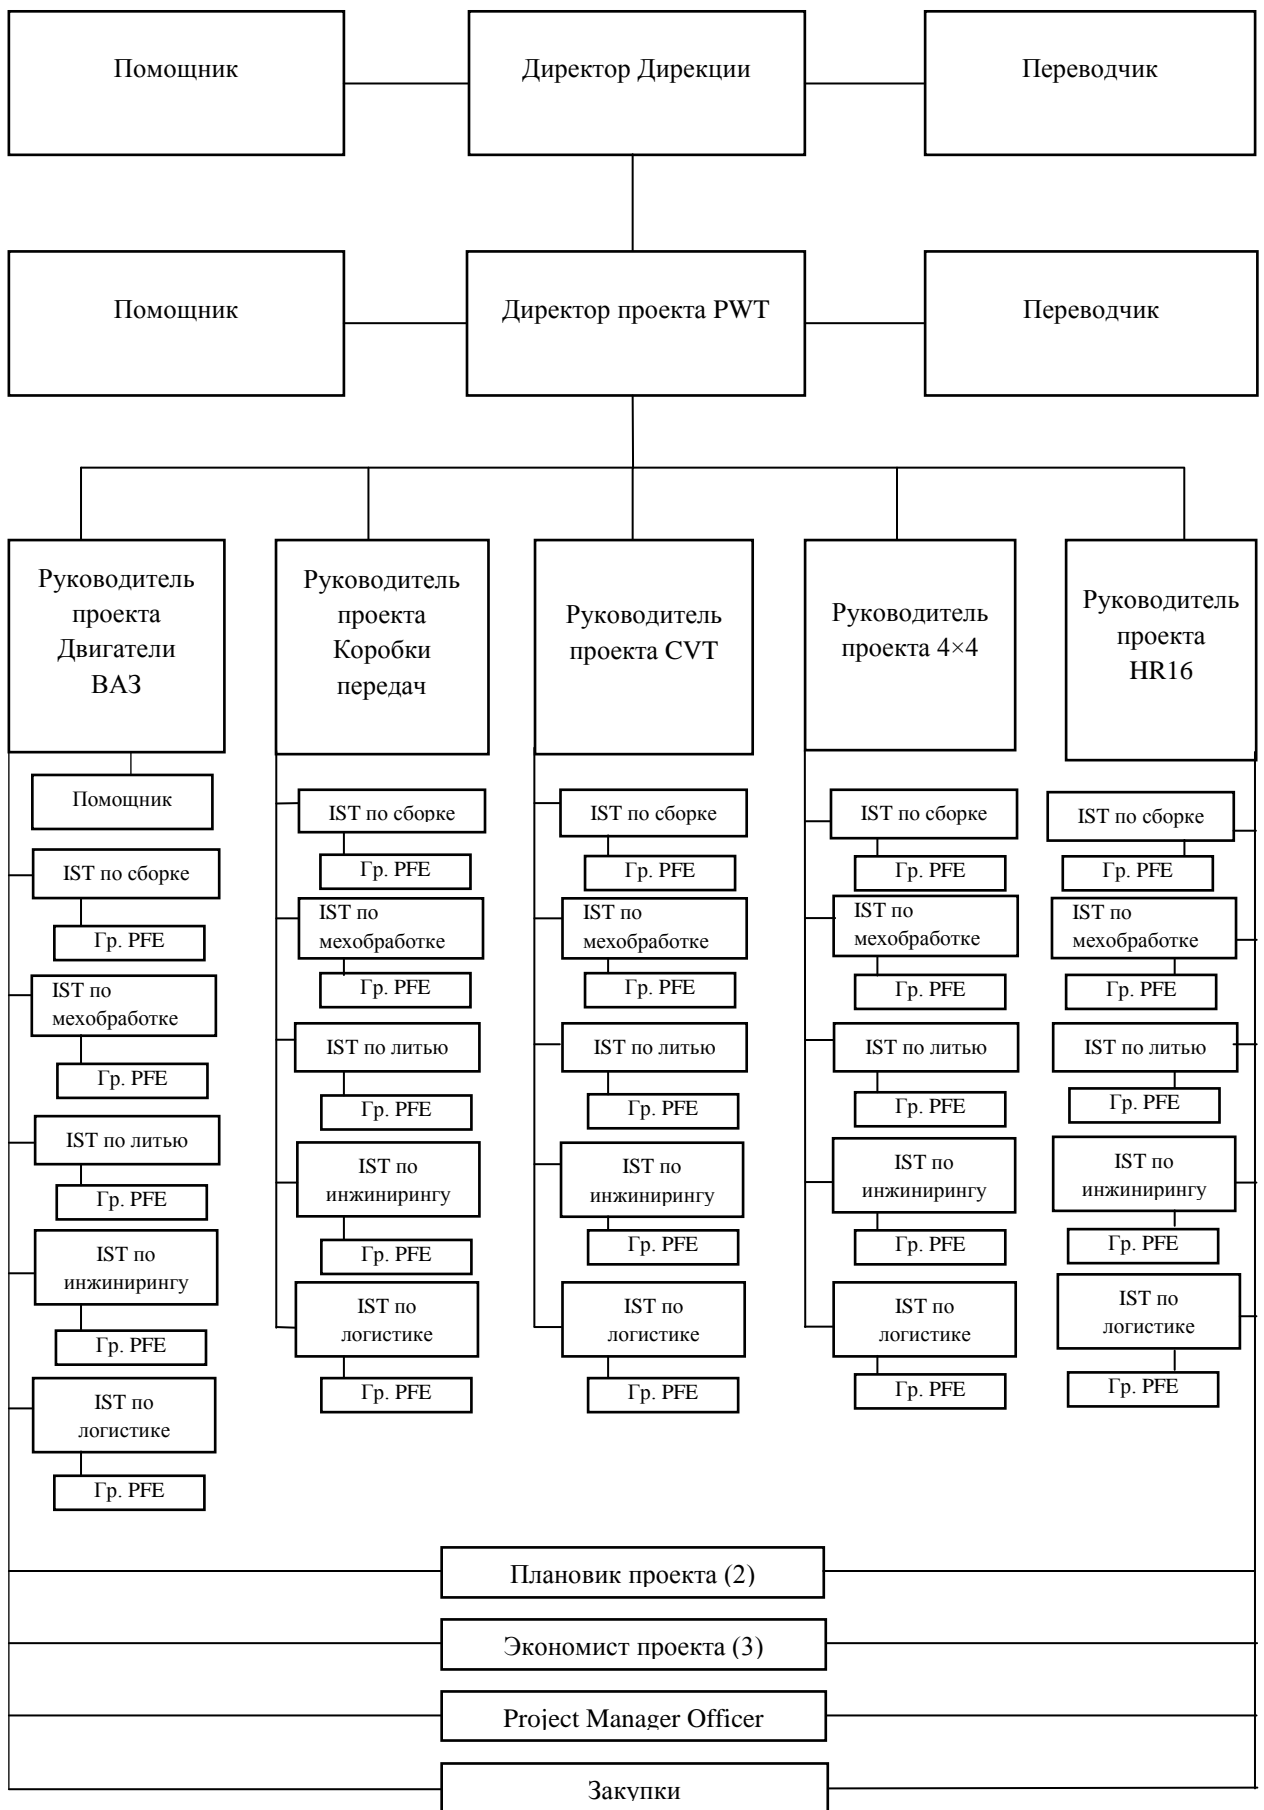 Помощник
Директор Дирекции
Переводчик
Помощник
Директор проекта PWT
Переводчик
Руководитель
проекта
Двигатели
ВАЗ
Руководитель
проекта
Коробки
передач
Руководитель
проекта CVT
Руководитель
проекта 4×4
Руководитель
проекта
HR16
Помощник
IST по сборке
Гр. PFE
IST по
мехобработке
Гр. PFE
IST по литью
Гр. PFE
IST по
инжинирингу
Гр. PFE
IST по
логистике
Гр. PFE
IST по сборке
Гр. PFE
IST по
мехобработке
Гр. PFE
IST по литью
Гр. PFE
IST по
инжинирингу
Гр. PFE
IST по
логистике
Гр. PFE
IST по сборке
Гр. PFE
IST по
мехобработке
Гр. PFE
IST по литью
Гр. PFE
IST по
инжинирингу
Гр. PFE
IST по
логистике
Гр. PFE
IST по сборке
Гр. PFE
IST по
мехобработке
Гр. PFE
IST по литью
Гр. PFE
IST по
инжинирингу
Гр. PFE
IST по
логистике
Гр. PFE
IST по сборке
Гр. PFE
IST по
мехобработке
Гр. PFE
IST по литью
Гр. PFE
IST по
инжинирингу
Гр. PFE
IST по
логистике
Гр. PFE
Плановик проекта (2)
Экономист проекта (3)
Project Manager Officer
Закупки